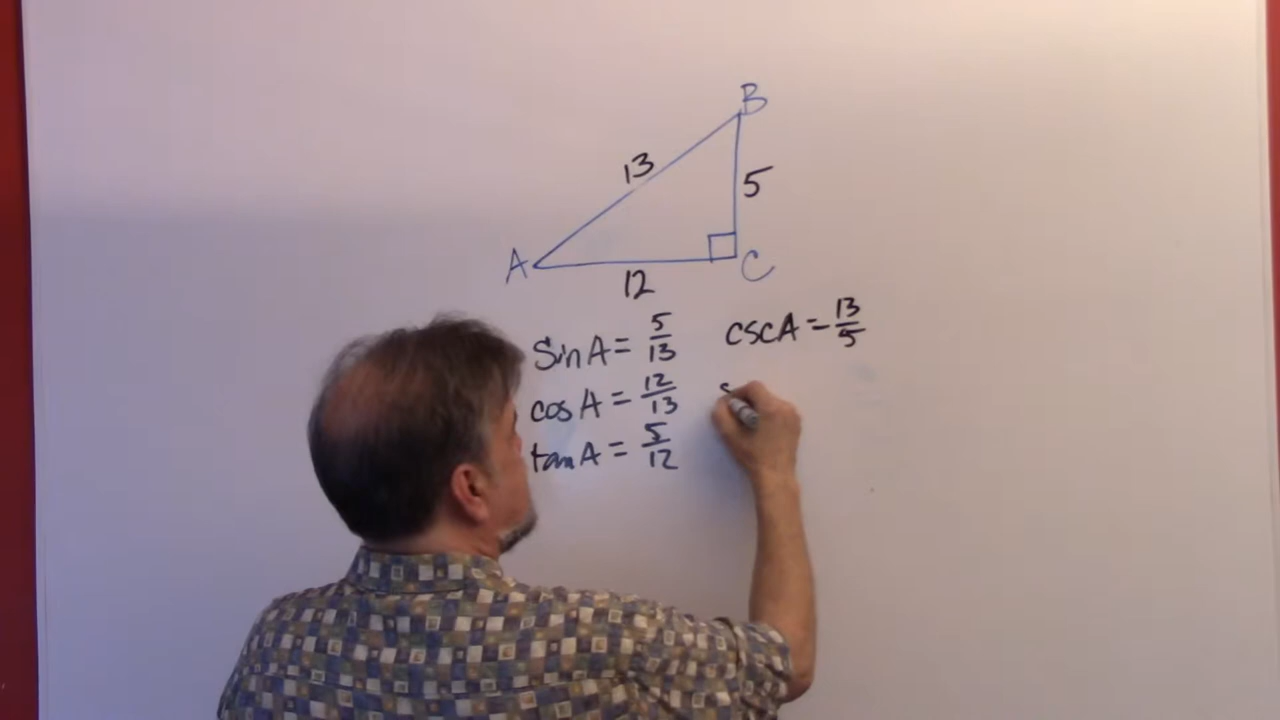 B
13
5
A
C
12
sin A = 5/13
csc A = 13/5
cos A = 12/13
s
tan A = 5/12